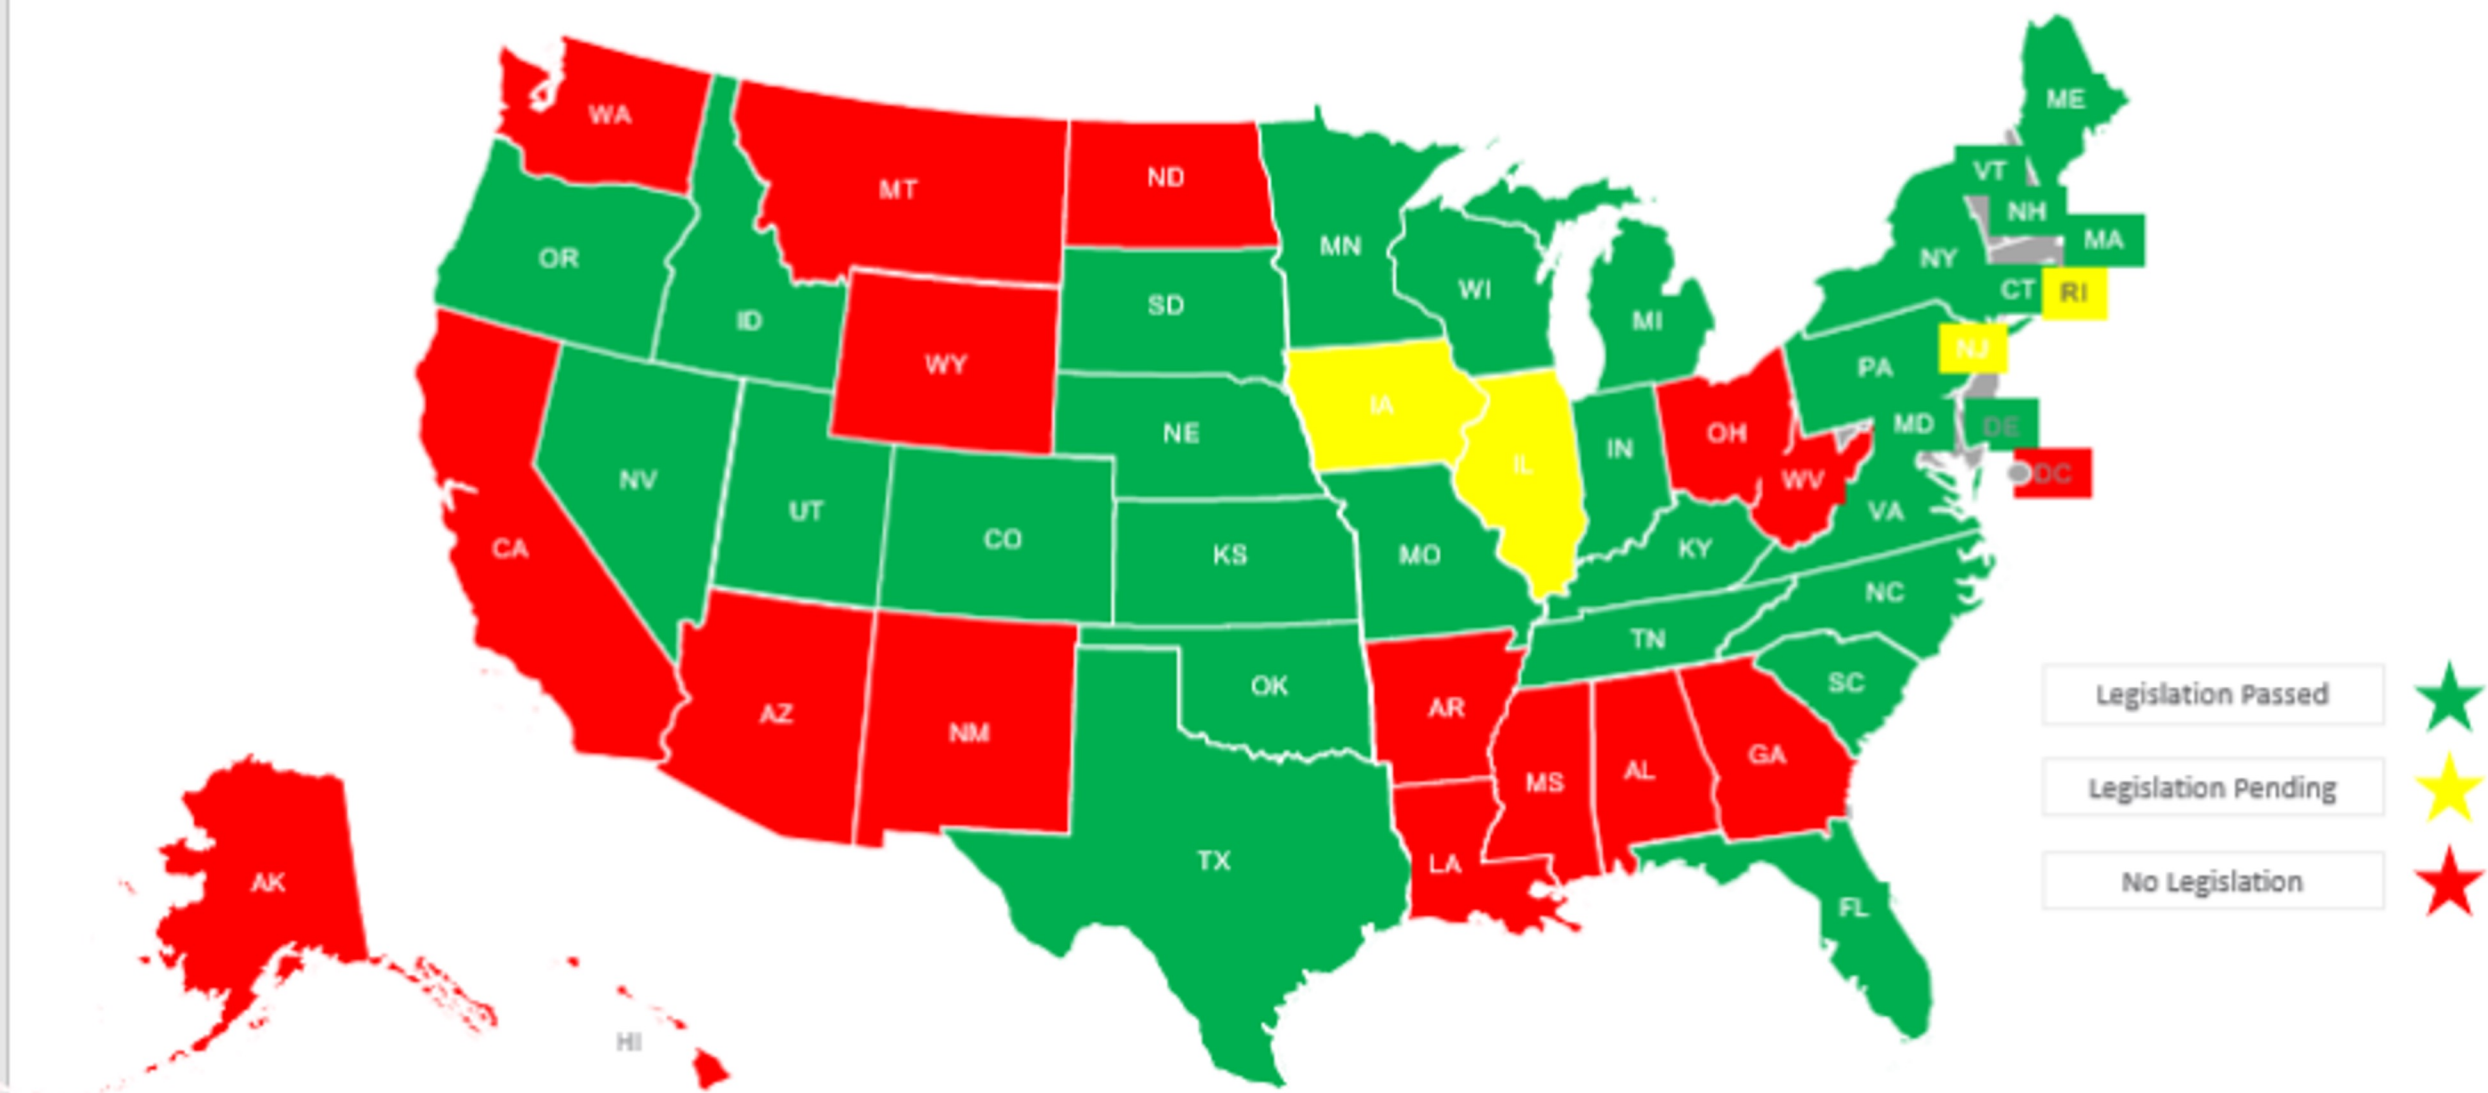 ME
WA
VT
ND
MT
NH
MA
MN
OR
NY
WI
CT
RI
SD
ID
MI
NJ
WY
PA
IA
NE
OH
MD
DE
IN
IL
NV
WV
DC
UT
VA
CO
CA
KY
KS
MO
NC
TN
SC
OK
Legislation Passed
AR
AZ
NM
GA
AL
MS
Legislation Pending
TX
LA
AK
No Legislation
FL
HI